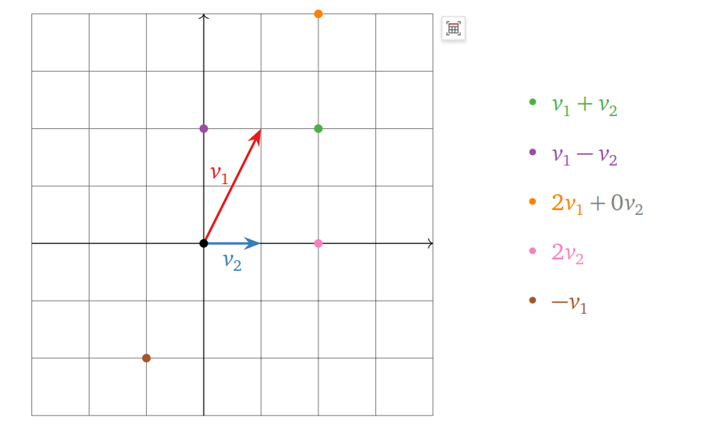 v₁
v₂
• v₁ + v₂
• v₁ − v₂
• 2v₁ + 0v₂
• 2v₂
• −v₁